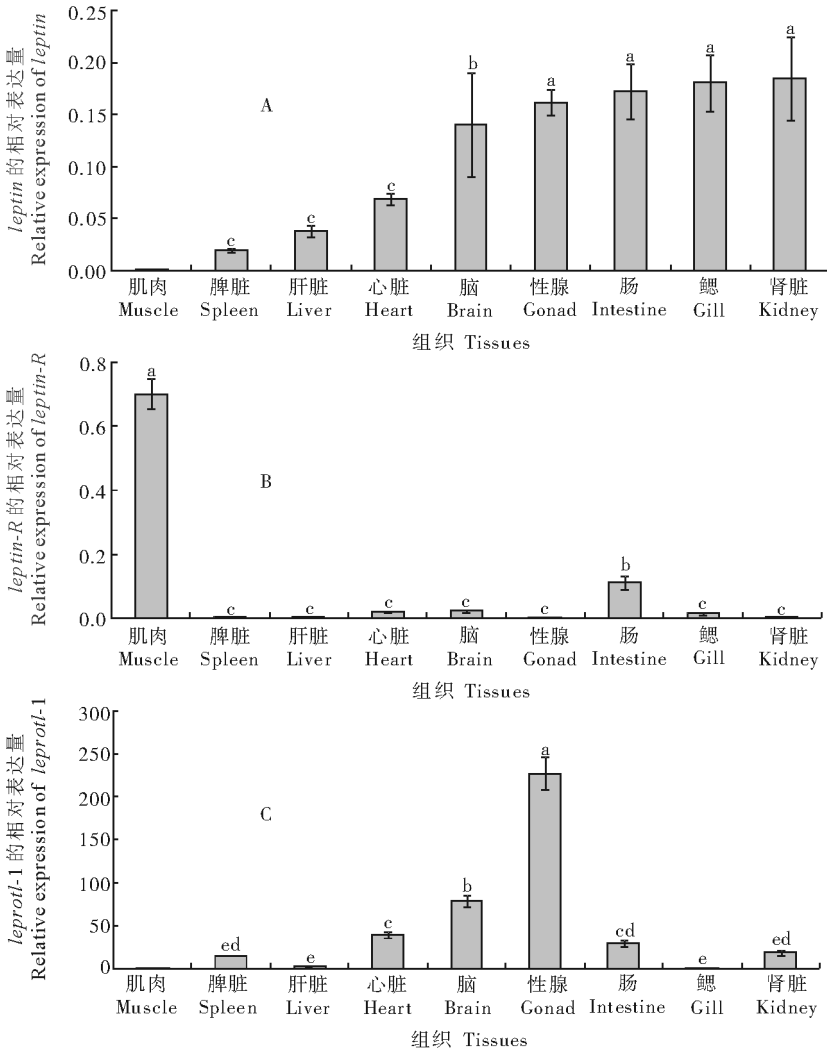 leptin 的相对表达量
Relative expression of leptin
0.25
0.20
0.15
0.10
0.05
0.00
A
c
c
c
b
a
a
a
a
肌肉 脾脏 肝脏 心脏 脑 性腺 肠 鳃 肾脏
Muscle Spleen Liver Heart Brain Gonad Intestine Gill Kidney
组织 Tissues
leptin-R 的相对表达量
Relative expression of leptin-R
0.8
0.6
0.4
0.2
0.0
B
a
c
c
c
c
c
b
c
c
肌肉 脾脏 肝脏 心脏 脑 性腺 肠 鳃 肾脏
Muscle Spleen Liver Heart Brain Gonad Intestine Gill Kidney
组织 Tissues
leprotl-1 的相对表达量
Relative expression of leprotl-1
300
250
200
150
100
50
0
C
ed
e
c
b
a
cd
e
ed
肌肉 脾脏 肝脏 心脏 脑 性腺 肠 鳃 肾脏
Muscle Spleen Liver Heart Brain Gonad Intestine Gill Kidney
组织 Tissues